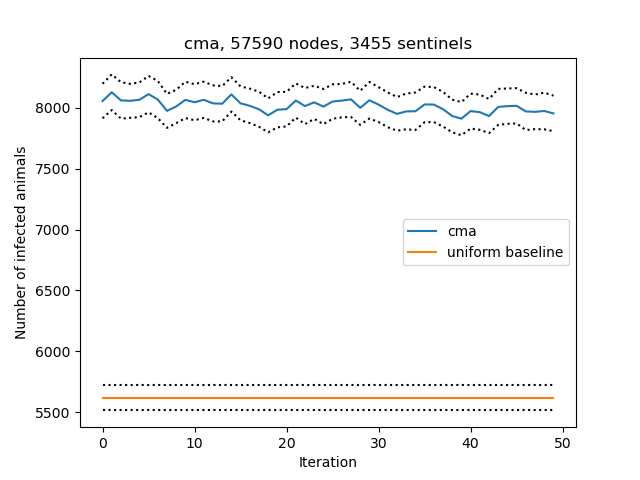 cma, 57590 nodes, 3455 sentinels
Number of infected animals
8000
7500
7000
6500
6000
5500
cma
uniform baseline
0 10 20 30 40 50
Iteration